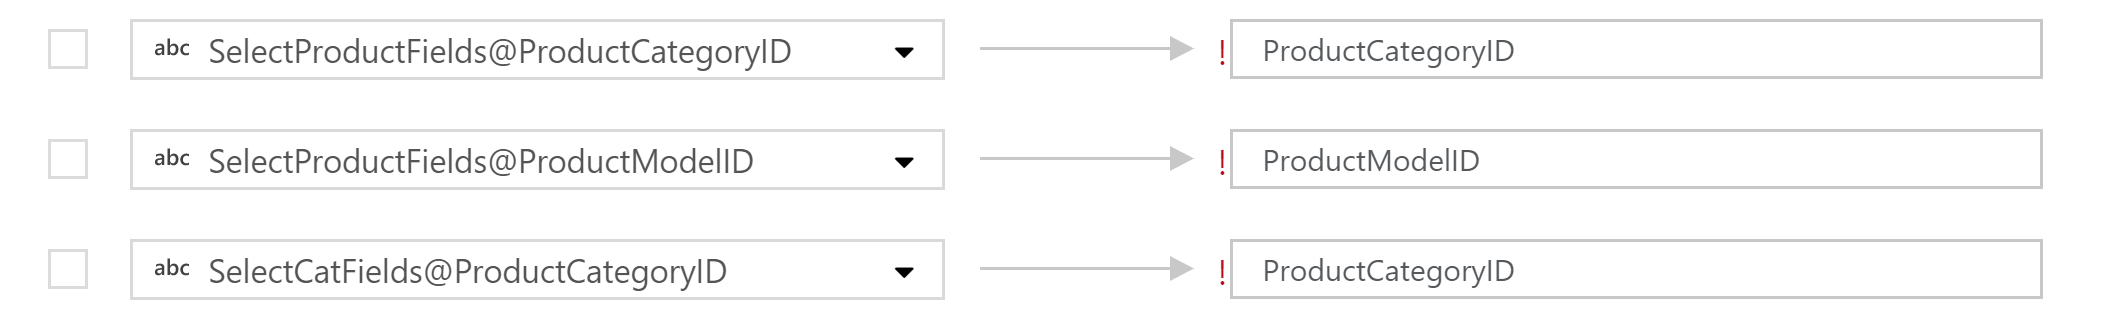 abc SelectProductFields@ProductCategoryID ! ProductCategoryID
abc SelectProductFields@ProductModelID ! ProductModelID
abc SelectCatFields@ProductCategoryID ! ProductCategoryID